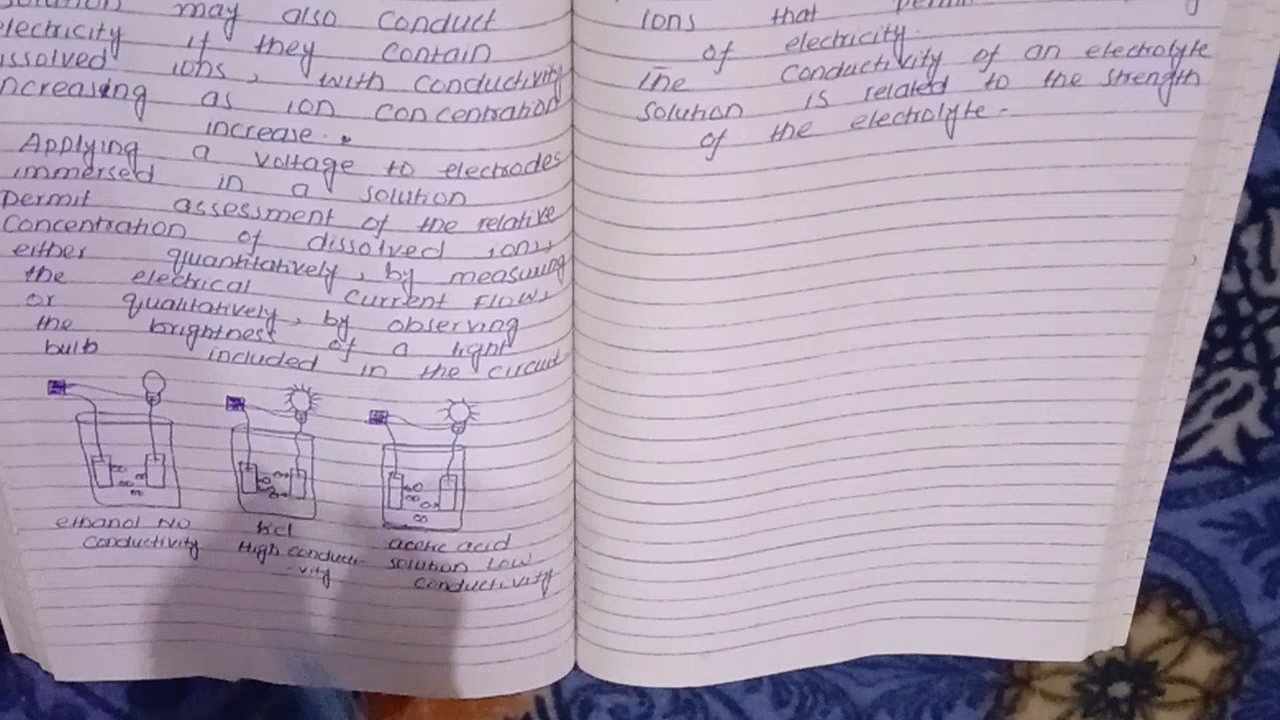 may also conduct
electricity if they contain
issolved ions, with conductivity
ncreasing as ion concentration
increase.
Applying a voltage to electrodes
immersed in a solution
permit assessment of the relative
concentration of dissolved ions,
either quantitatively, by measuring
the electrical current flow,
or qualitatively, by observing
the brightness of a light
bulb included in the circuit
ethanol No
conductivity
kcl
High conducti
-vity
acetic acid
solution low
conductivity
ions that
of electricity.
The conductivity of an electrolyte
solution is related to the strength
of the electrolyte.